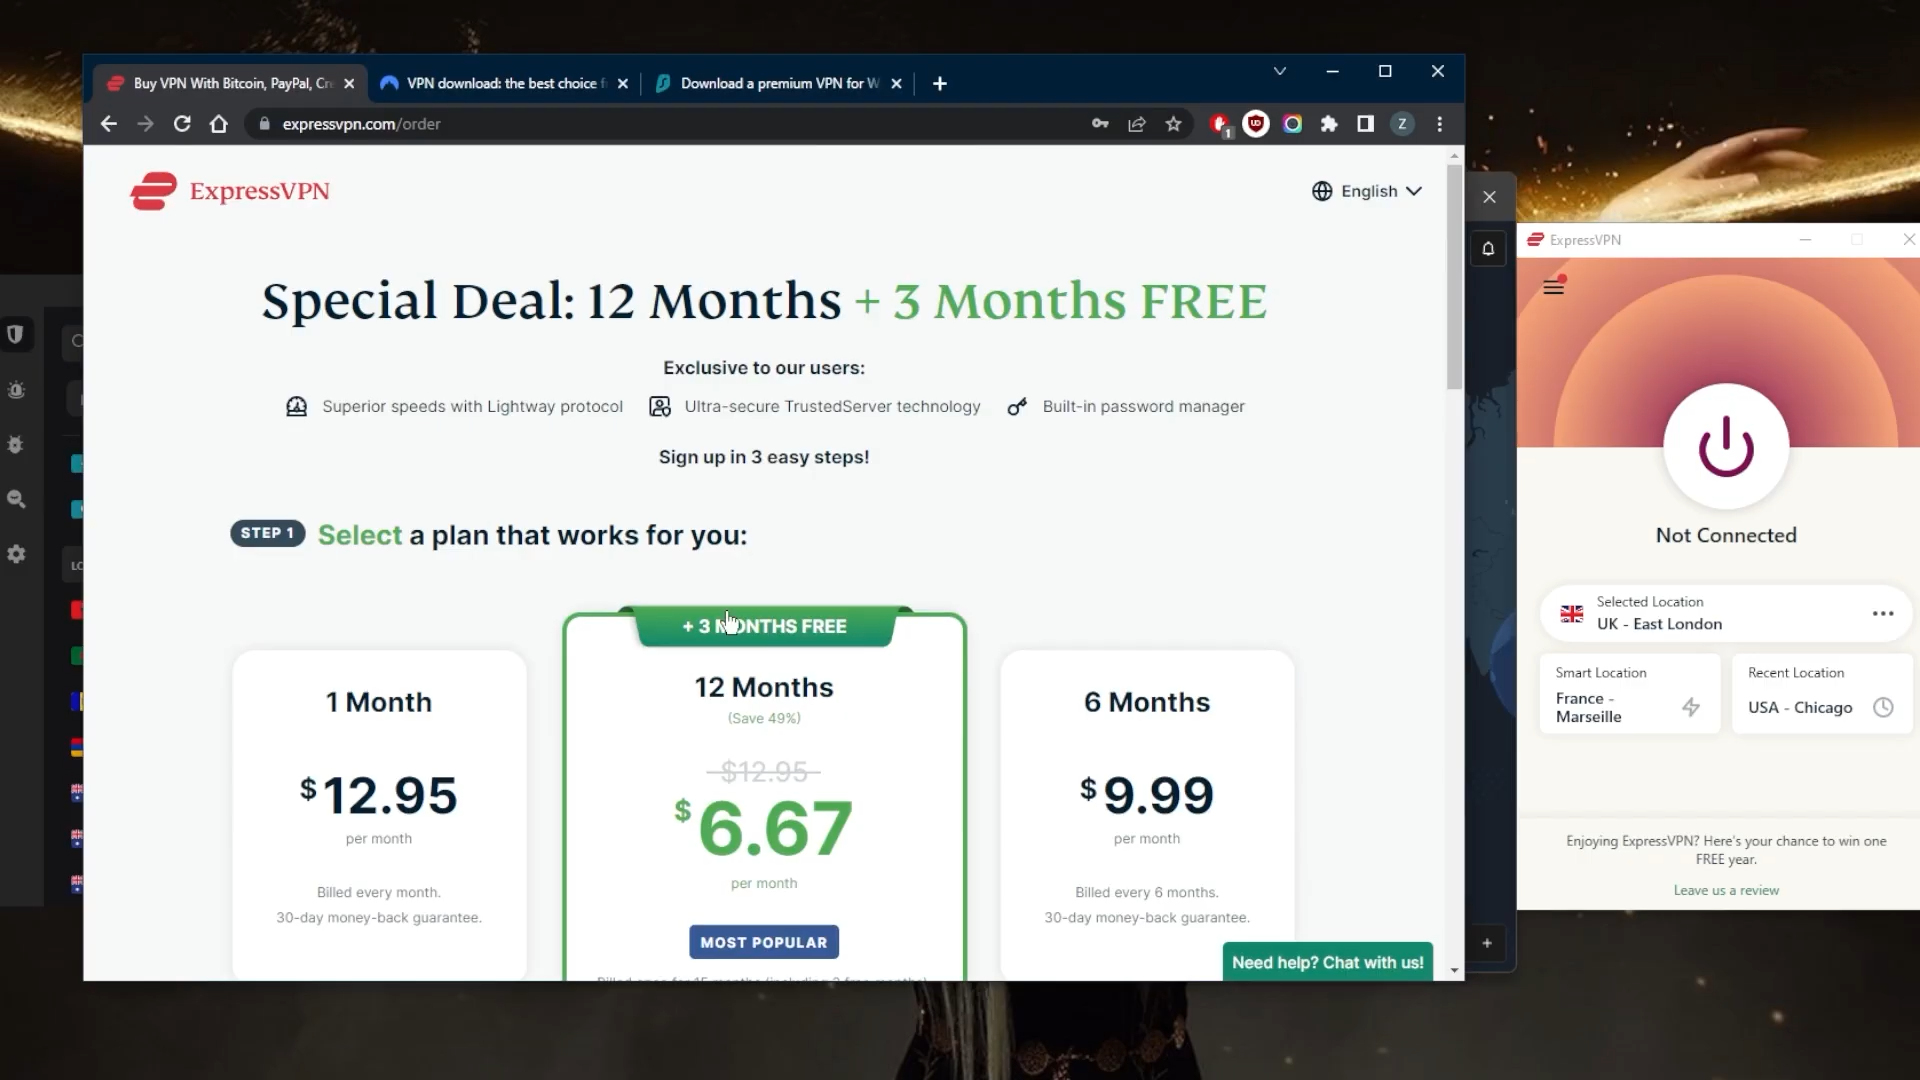 Buy VPN With Bitcoin, PayPal, Cre
VPN download: the best choice f
Download a premium VPN for W
expressvpn.com/order
1
Z
ExpressVPN
English
Special Deal: 12 Months + 3 Months FREE
Exclusive to our users:
Superior speeds with Lightway protocol
Ultra-secure TrustedServer technology
Built-in password manager
Sign up in 3 easy steps!
STEP 1 Select a plan that works for you:
+ 3 MONTHS FREE
1 Month
$12.95
per month
Billed every month.
30-day money-back guarantee.
12 Months
(Save 49%)
$12.95
$6.67
per month
MOST POPULAR
6 Months
$9.99
per month
Billed every 6 months.
30-day money-back guarantee.
Need help? Chat with us!
ExpressVPN
Not Connected
Selected Location
UK - East London
Smart Location
France -
Marseille
Recent Location
USA - Chicago
Enjoying ExpressVPN? Here's your chance to win one
FREE year.
Leave us a review